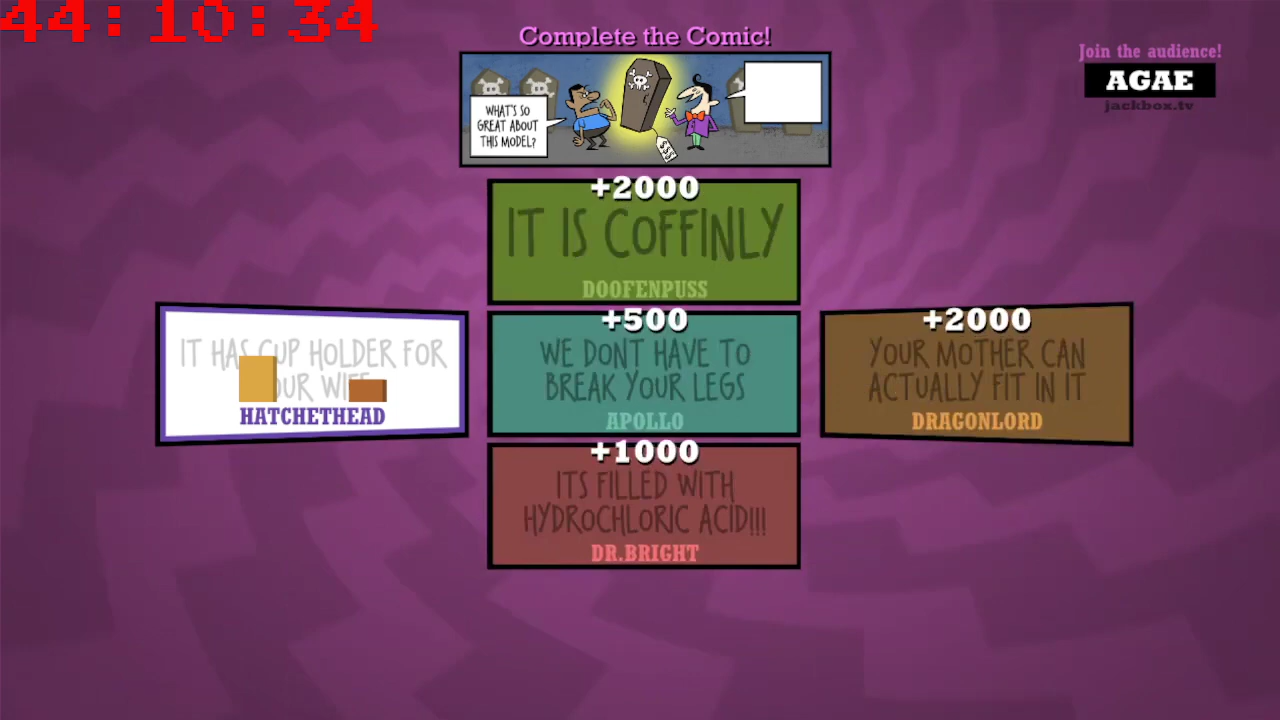 44:10:34
Complete the Comic!
Join the audience!
AGAE
jackbox.tv
WHAT'S SO
GREAT ABOUT
THIS MODEL?
$$$
+2000
IT IS COFFINLY
DOOFENPUSS
IT HAS CUP HOLDER FOR
WIFE
HATCHETHEAD
+500
WE DONT HAVE TO
BREAK YOUR LEGS
APOLLO
+2000
YOUR MOTHER CAN
ACTUALLY FIT IN IT
DRAGONLORD
+1000
ITS FILLED WITH
HYDROCHLORIC ACID!!!
DR.BRIGHT